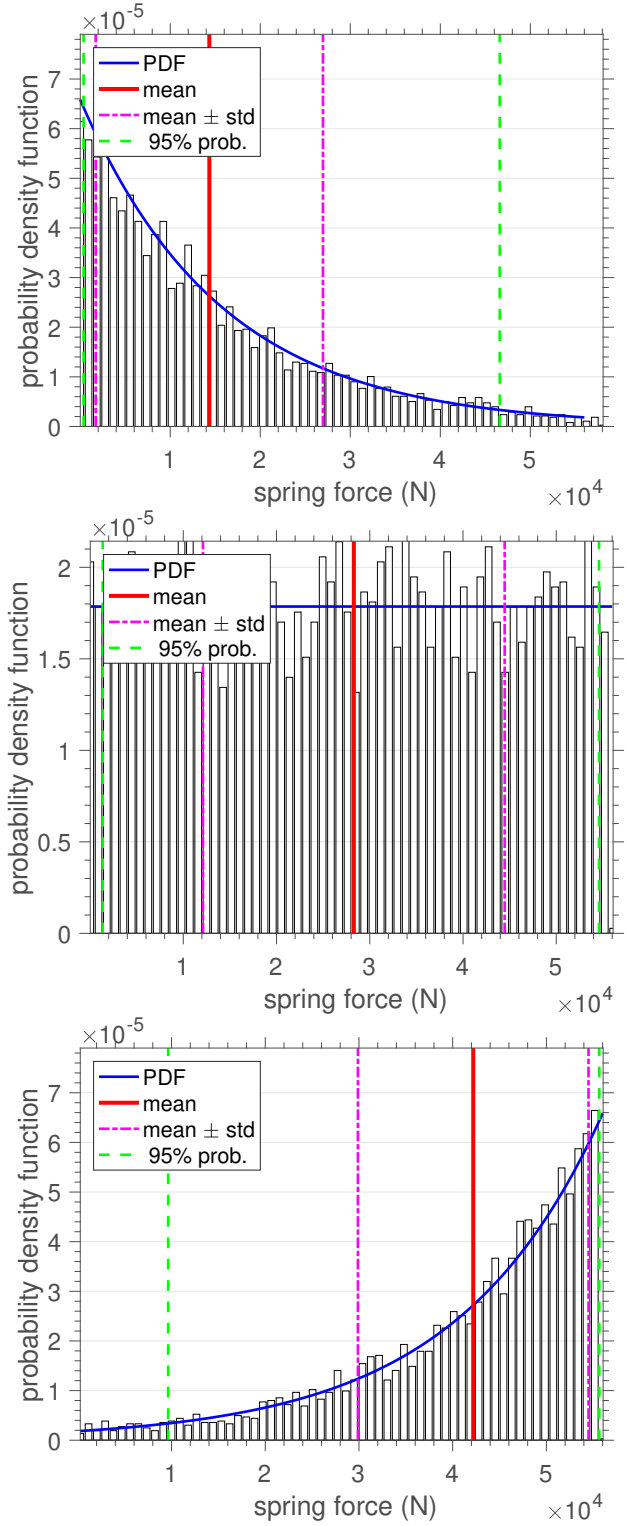 ×10-5
probability density function
7
6
5
4
3
2
1
0
PDF
mean
mean ± std
95% prob.
1 2 3 4 5
spring force (N)
×104
×10-5
probability density function
2
1.5
1
0.5
0
PDF
mean
mean ± std
95% prob.
1 2 3 4 5
spring force (N)
×104
×10-5
probability density function
7
6
5
4
3
2
1
0
PDF
mean
mean ± std
95% prob.
1 2 3 4 5
spring force (N)
×104